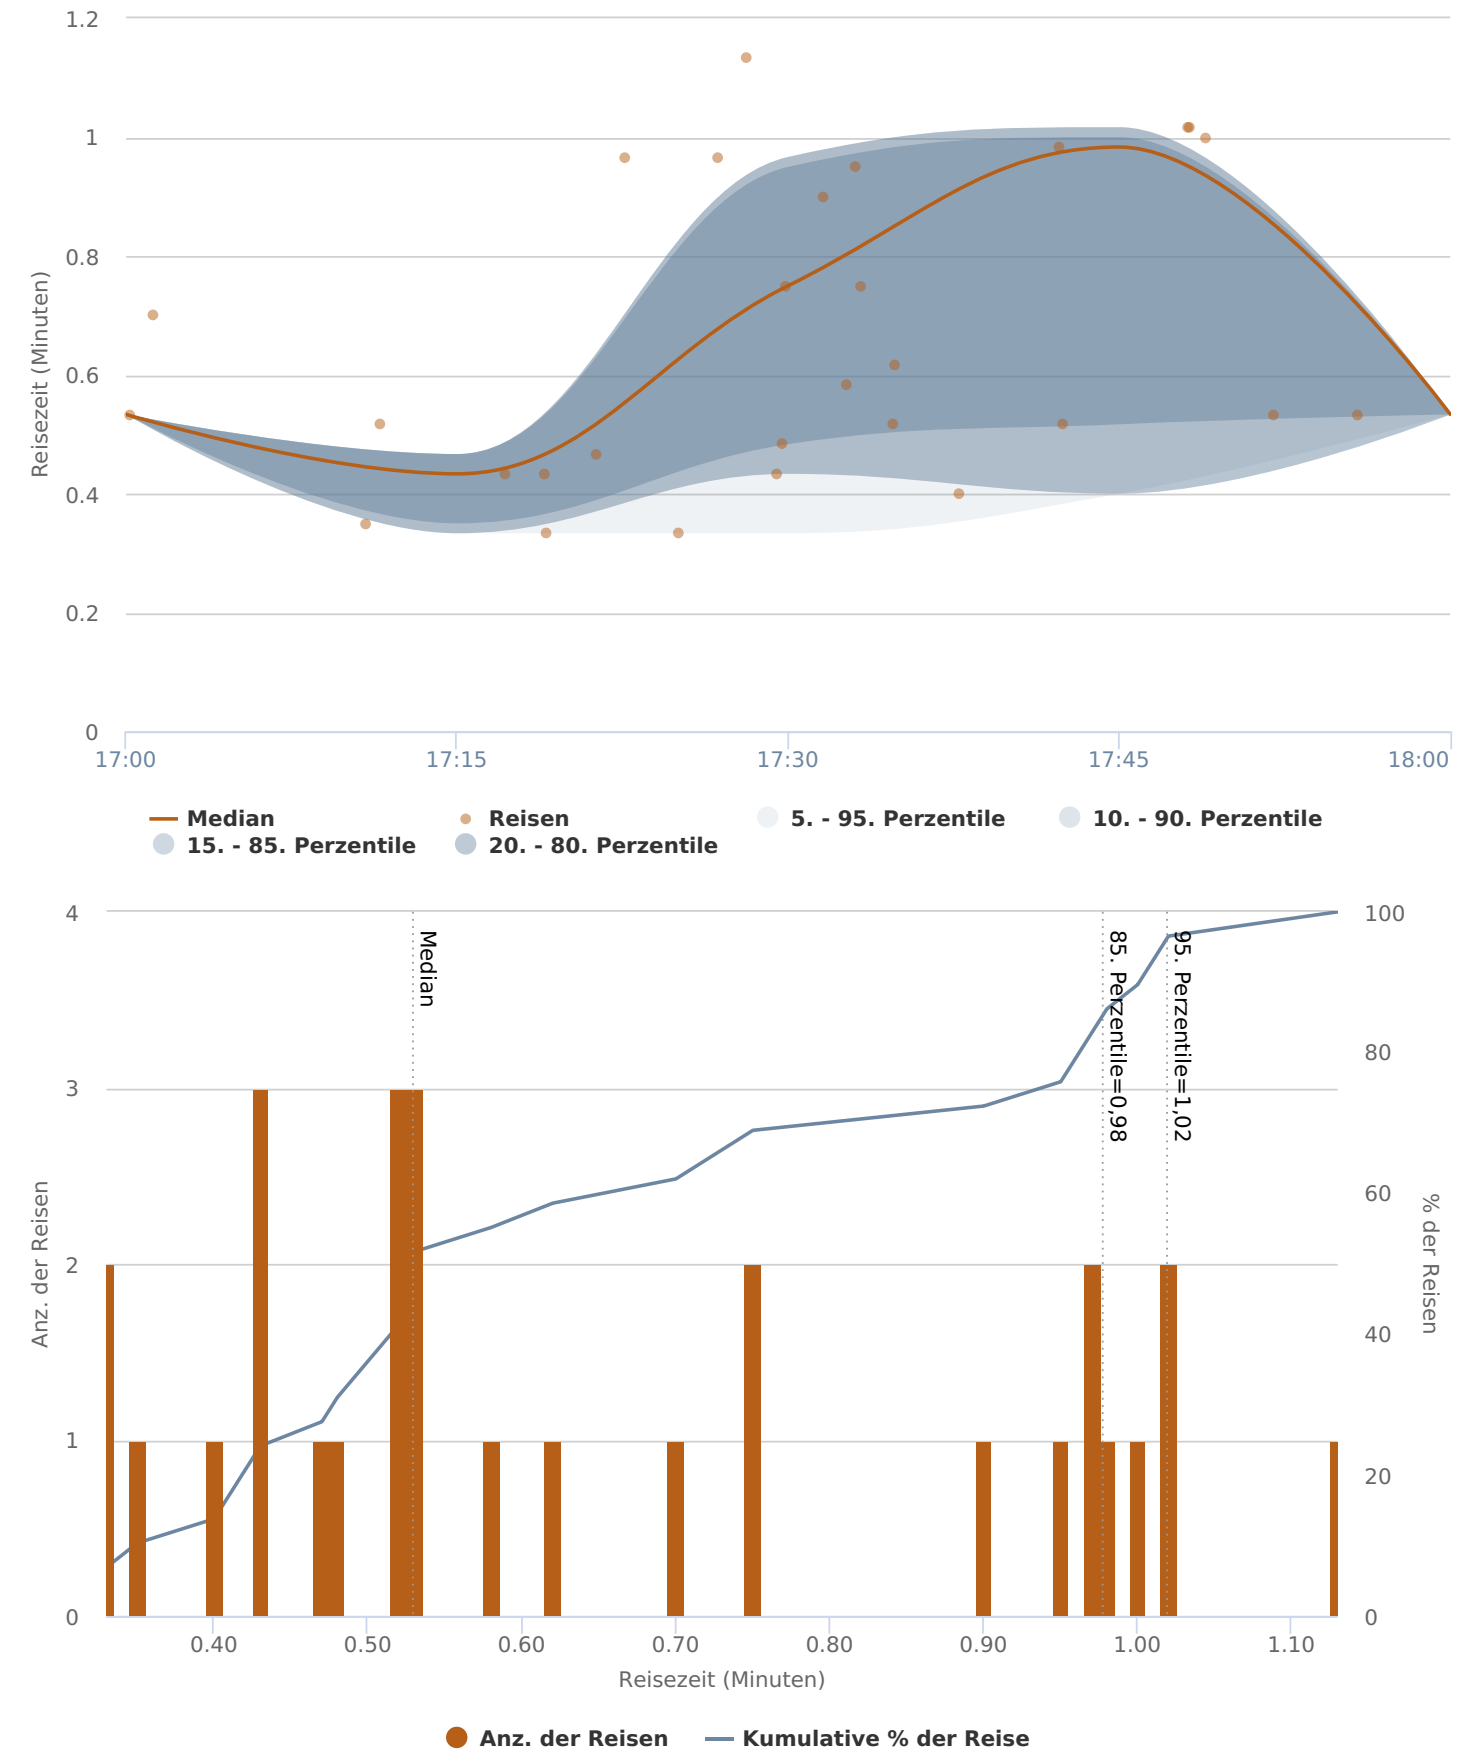 1.2
1
0.8
0.6
0.4
0.2
0
Reisezeit (Minuten)
17:00 17:15 17:30 17:45 18:00
Median Reisen 5. - 95. Perzentile 10. - 90. Perzentile
15. - 85. Perzentile 20. - 80. Perzentile
4
3
2
1
0
Anz. der Reisen
Median
85. Perzentile=0,98
95. Perzentile=1,02
100
80
60
40
20
0
% der Reisen
0.40 0.50 0.60 0.70 0.80 0.90 1.00 1.10
Reisezeit (Minuten)
Anz. der Reisen Kumulative % der Reise